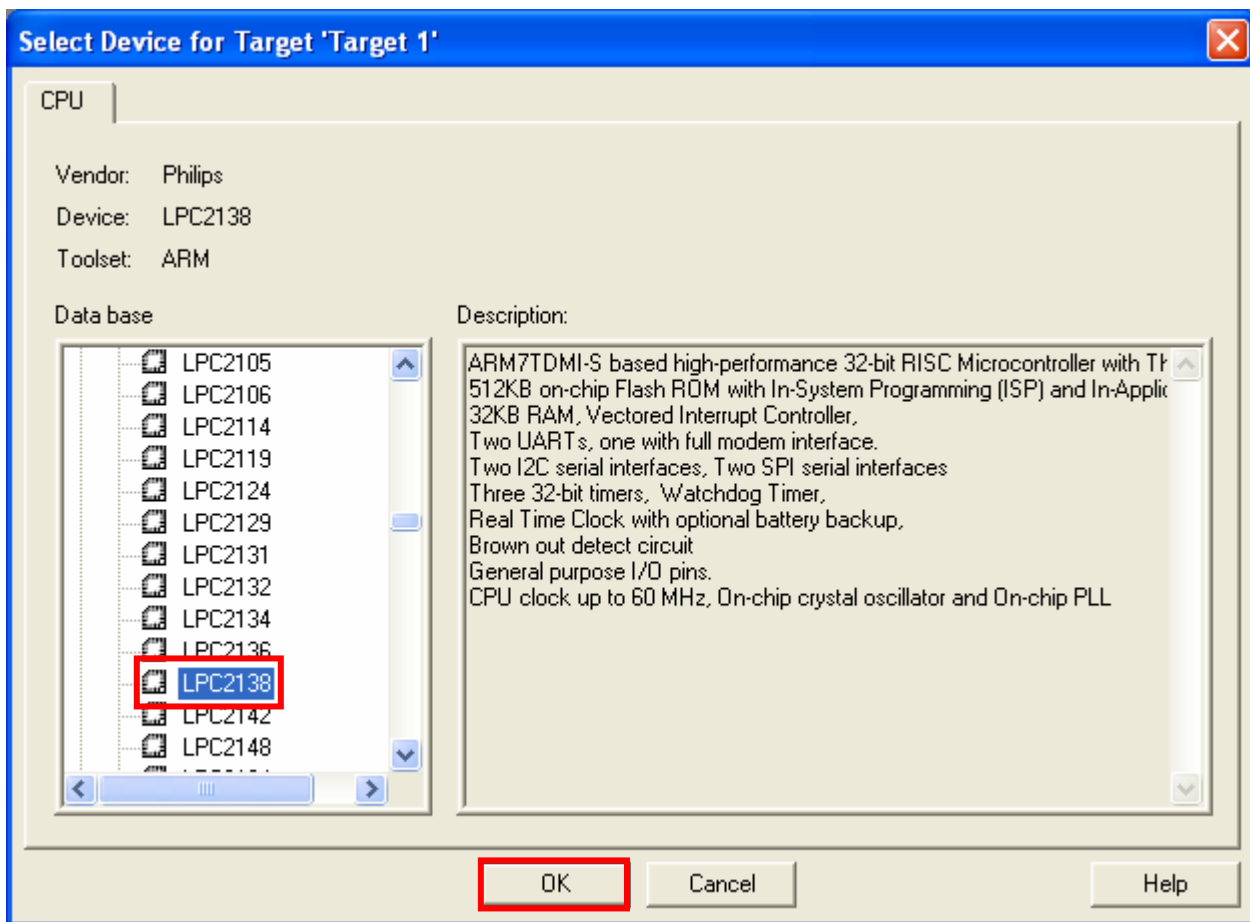 Select Device for Target 'Target 1'
CPU
Vendor: Philips
Device: LPC2138
Toolset: ARM
Data base
Description:
LPC2105
LPC2106
LPC2114
LPC2119
LPC2124
LPC2129
LPC2131
LPC2132
LPC2134
LPC2136
LPC2138
LPC2142
LPC2148
ARM7TDMI-S based high-performance 32-bit RISC Microcontroller with
512KB on-chip Flash ROM with In-System Programming (ISP) and
32KB RAM, Vectored Interrupt Controller,
Two UARTs, one with full modem interface.
Two I2C serial interfaces, Two SPI serial interfaces
Three 32-bit timers, Watchdog Timer,
Real Time Clock with optional battery backup,
Brown out detect circuit
General purpose I/O pins.
CPU clock up to 60 MHz, On-chip crystal oscillator and On-chip PLL
OK Cancel Help